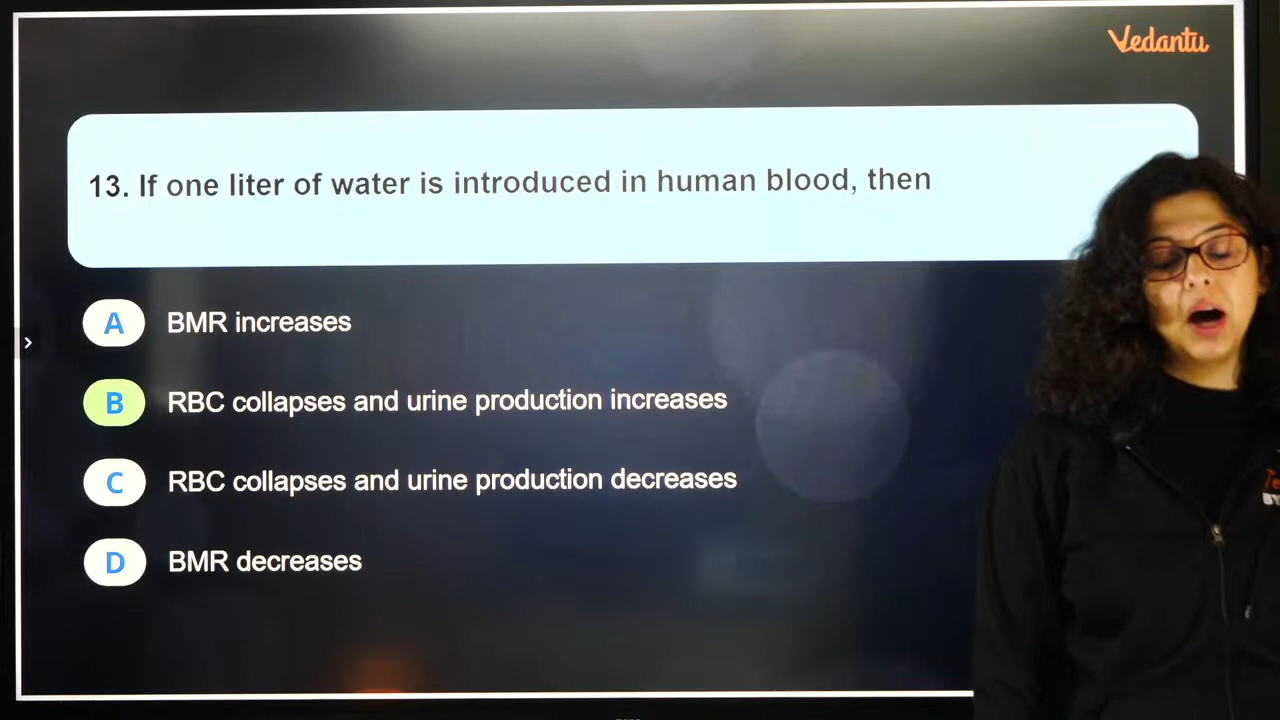 Vedantu
13. If one liter of water is introduced in human blood, then
A BMR increases
B RBC collapses and urine production increases
C RBC collapses and urine production decreases
D BMR decreases